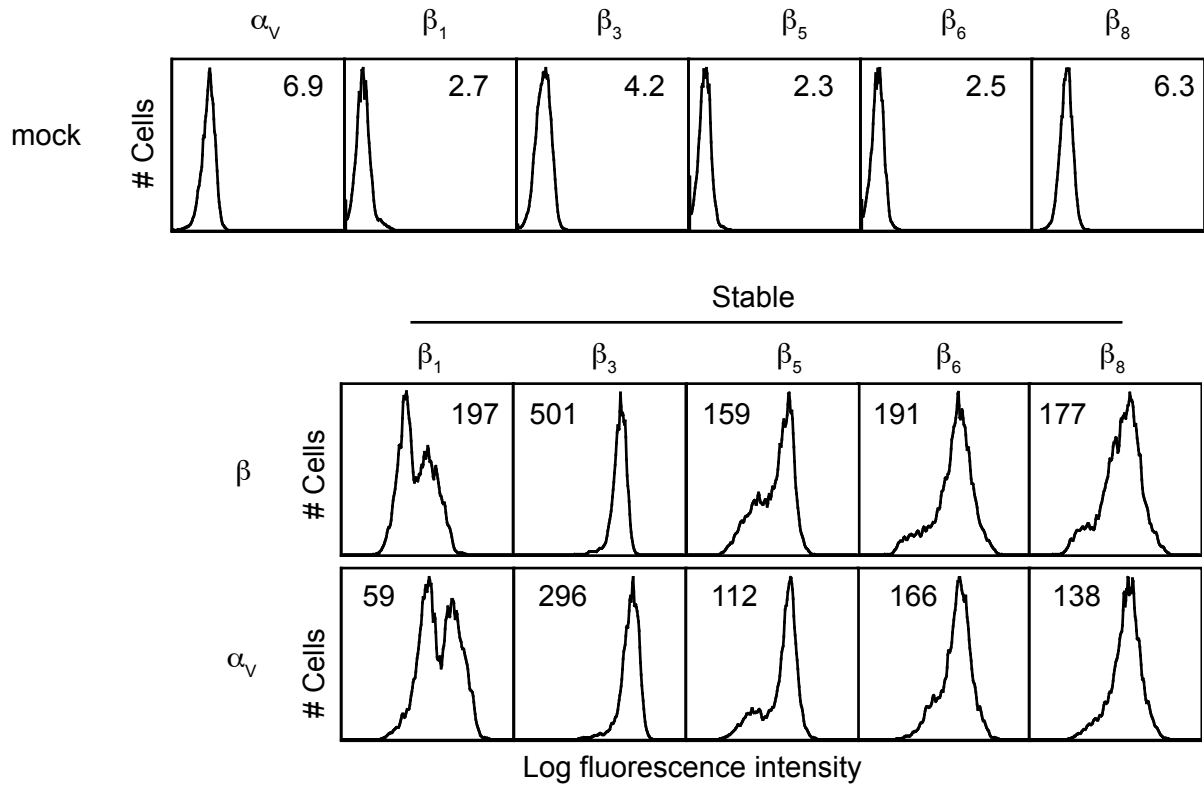 αV β1 β3 β5 β6 β8
mock # Cells 6.9 2.7 4.2 2.3 2.5 6.3
Stable
β1 β3 β5 β6 β8
β # Cells 197 501 159 191 177
αV # Cells 59 296 112 166 138
Log fluorescence intensity